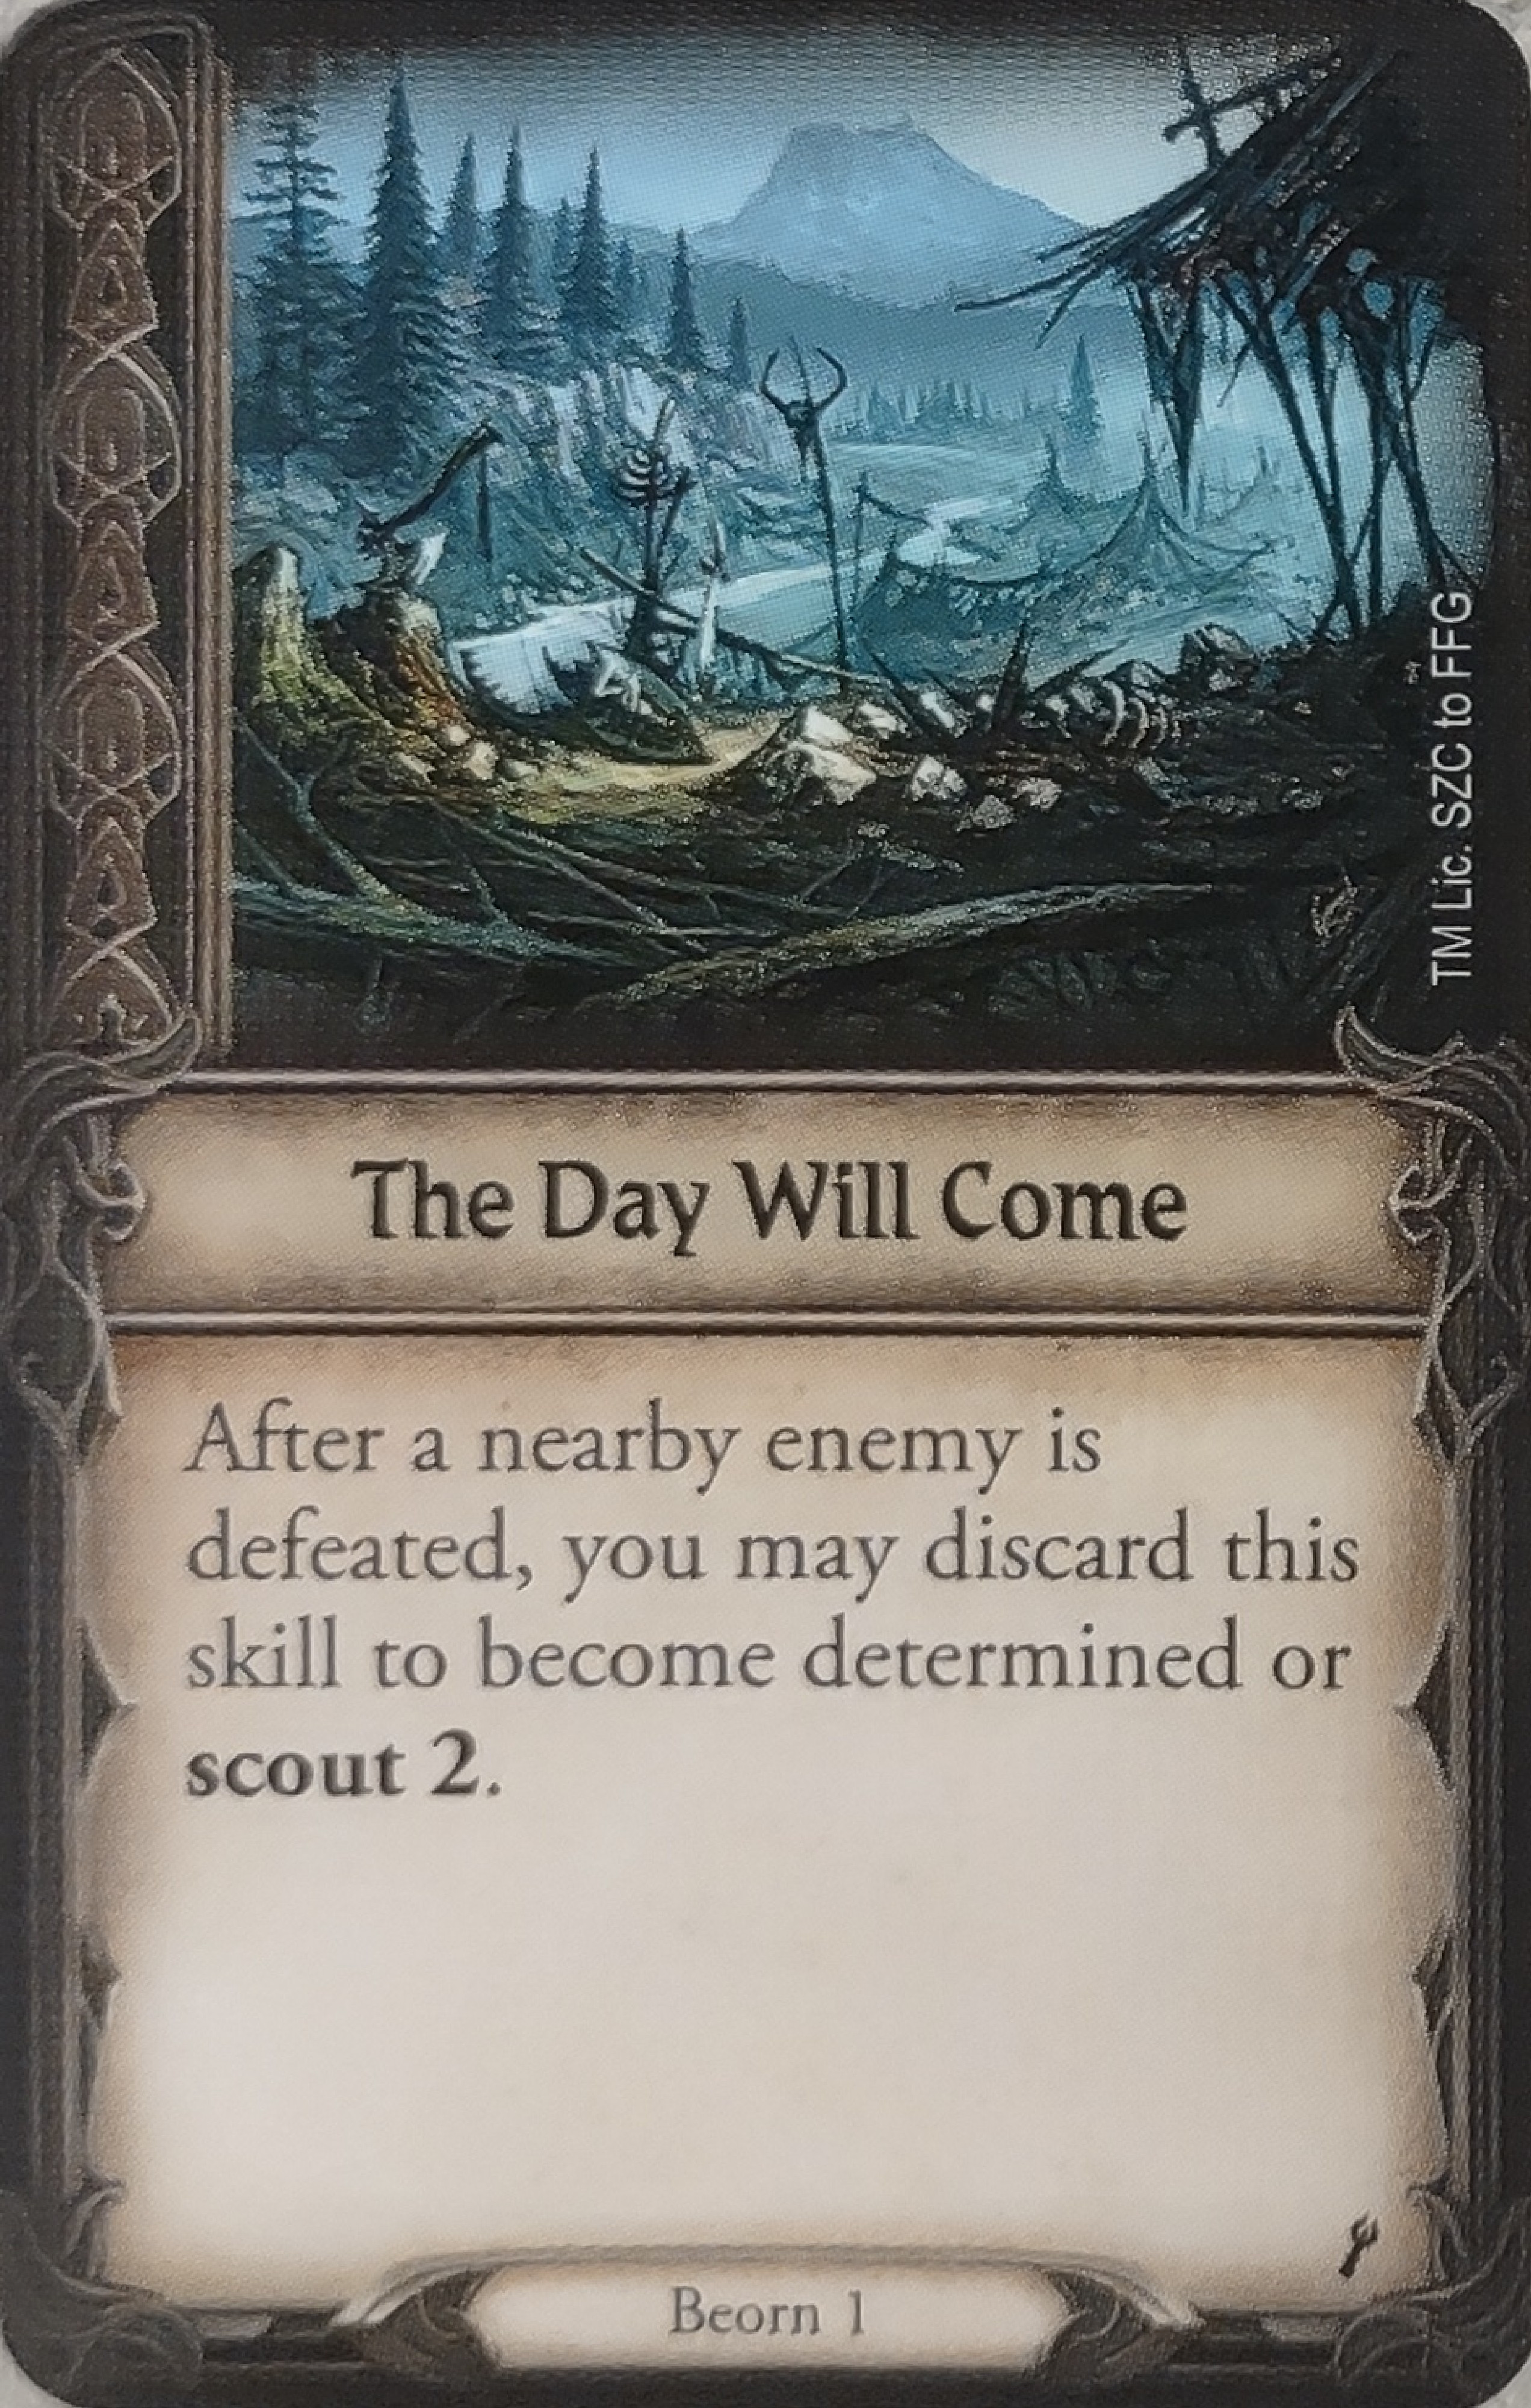 TM Lic. SZC to FFG
The Day Will Come
After a nearby enemy is
defeated, you may discard this
skill to become determined or
scout 2.
Beorn 1